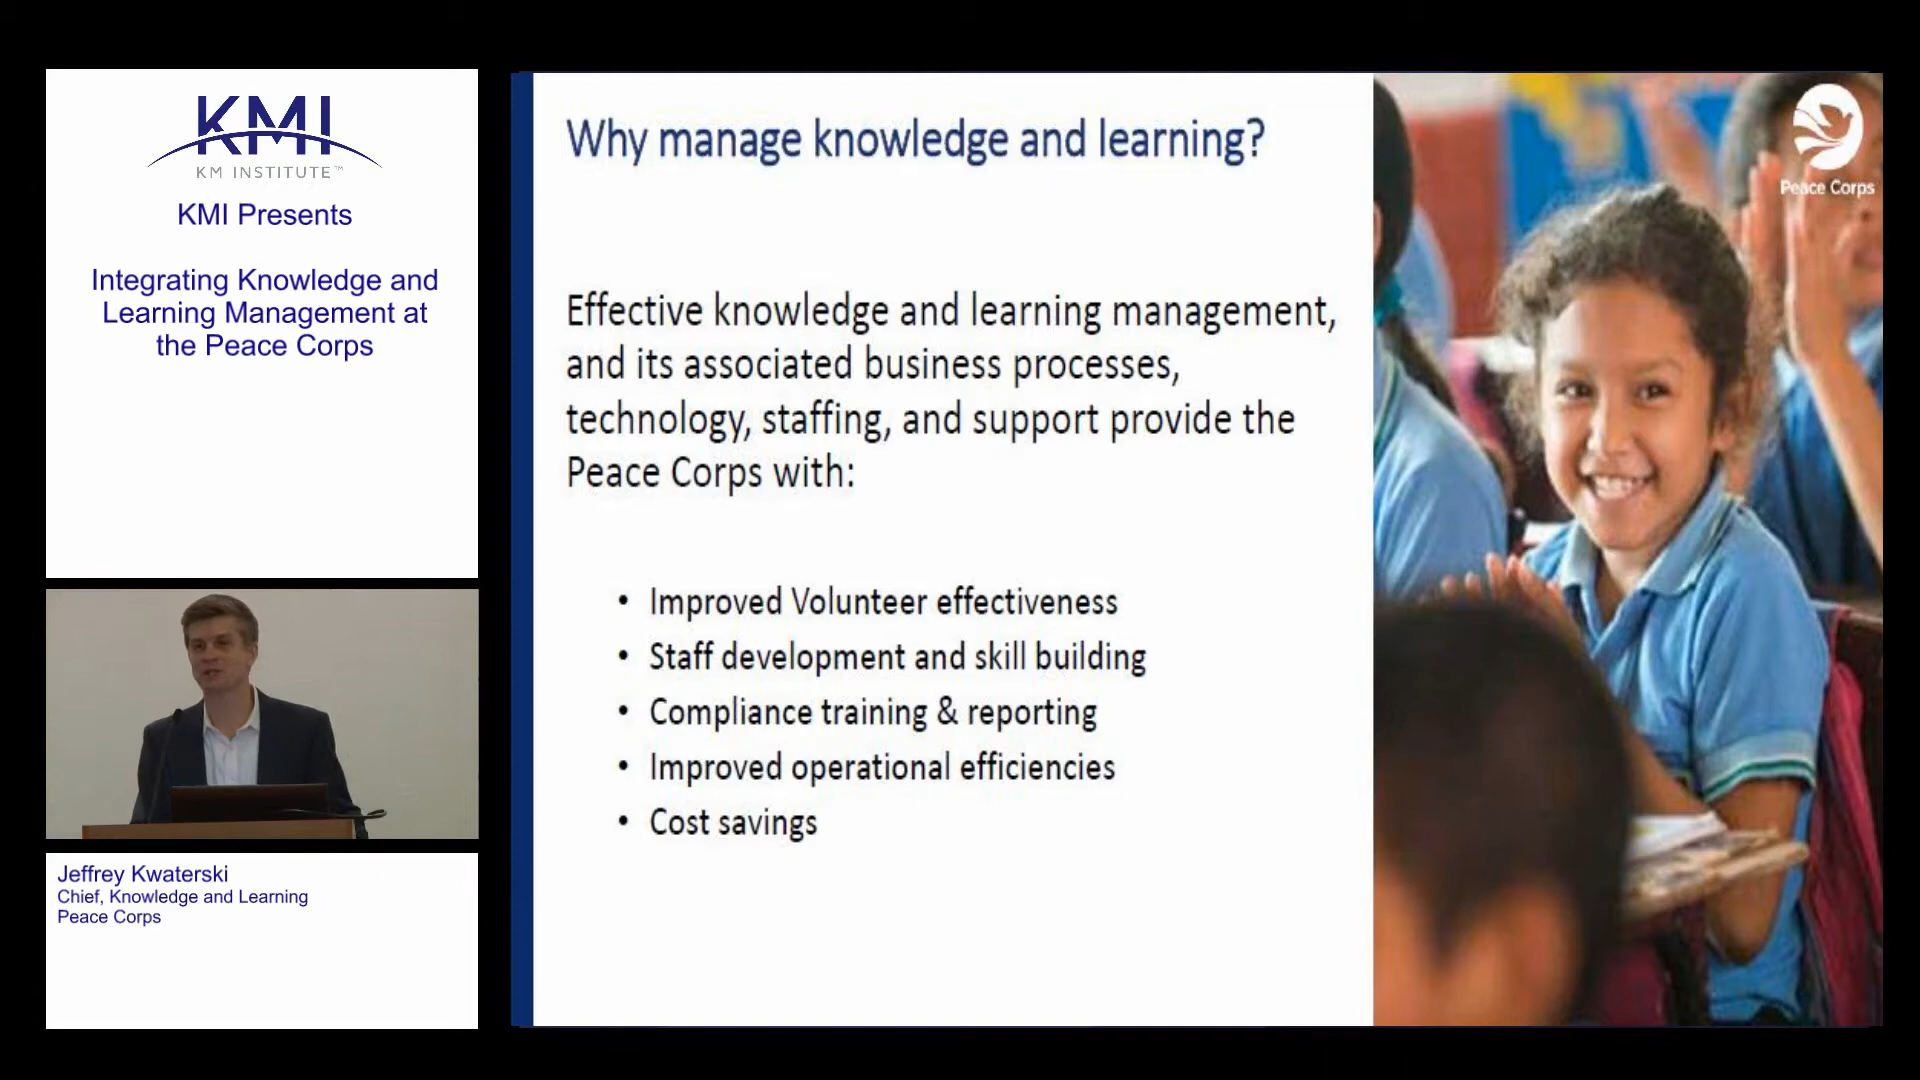 KMI
KM INSTITUTE™
KMI Presents
Integrating Knowledge and
Learning Management at
the Peace Corps
Jeffrey Kwaterski
Chief, Knowledge and Learning
Peace Corps
Why manage knowledge and learning?
Effective knowledge and learning management,
and its associated business processes,
technology, staffing, and support provide the
Peace Corps with:
• Improved Volunteer effectiveness
• Staff development and skill building
• Compliance training & reporting
• Improved operational efficiencies
• Cost savings
Peace Corps